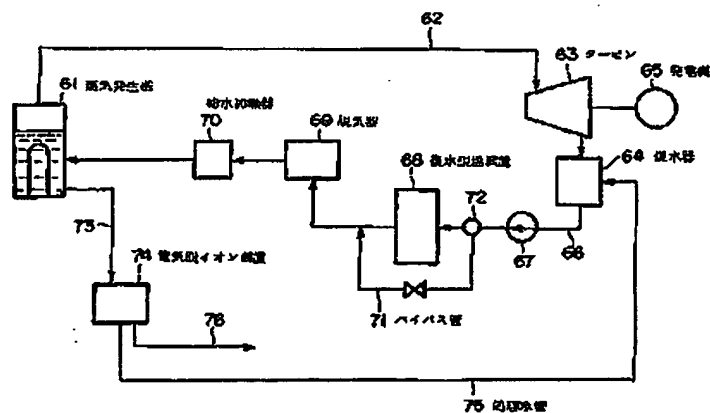 62
63 タービン
65 発電機
61 蒸気発生器
給水加熱器
70
69 脱気器
68 復水脱塩装置
72
64 復水器
67
66
73
71 バイパス管
74 電気脱イオン装置
76
75 処理水管